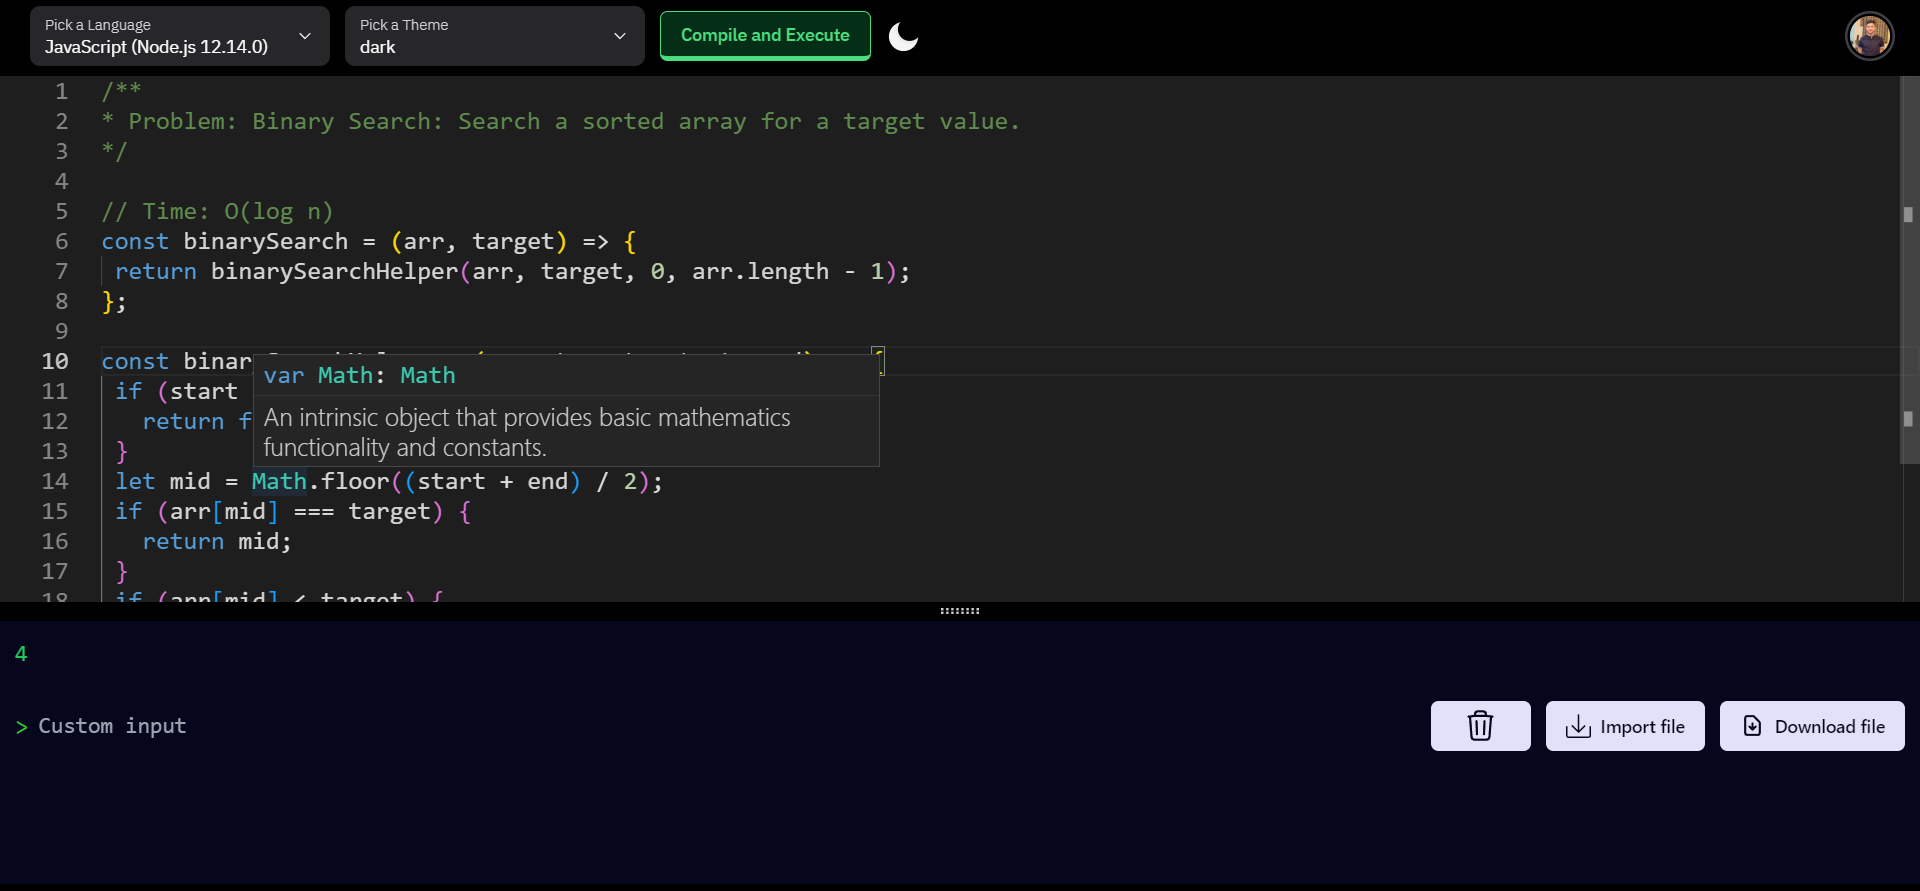 Pick a Language
JavaScript (Node.js 12.14.0)
Pick a Theme
dark
Compile and Execute
1 /**
2 * Problem: Binary Search: Search a sorted array for a target value.
3 */
4
5 // Time: O(log n)
6 const binarySearch = (arr, target) => {
7 return binarySearchHelper(arr, target, 0, arr.length - 1);
8 };
9
10 const binar
var Math: Math
11 if (start
An intrinsic object that provides basic mathematics
12 return f
functionality and constants.
13 }
14 let mid = Math.floor((start + end) / 2);
15 if (arr[mid] === target) {
16 return mid;
17 }
18 if (arr[mid] < target) {
4
> Custom input
Import file
Download file